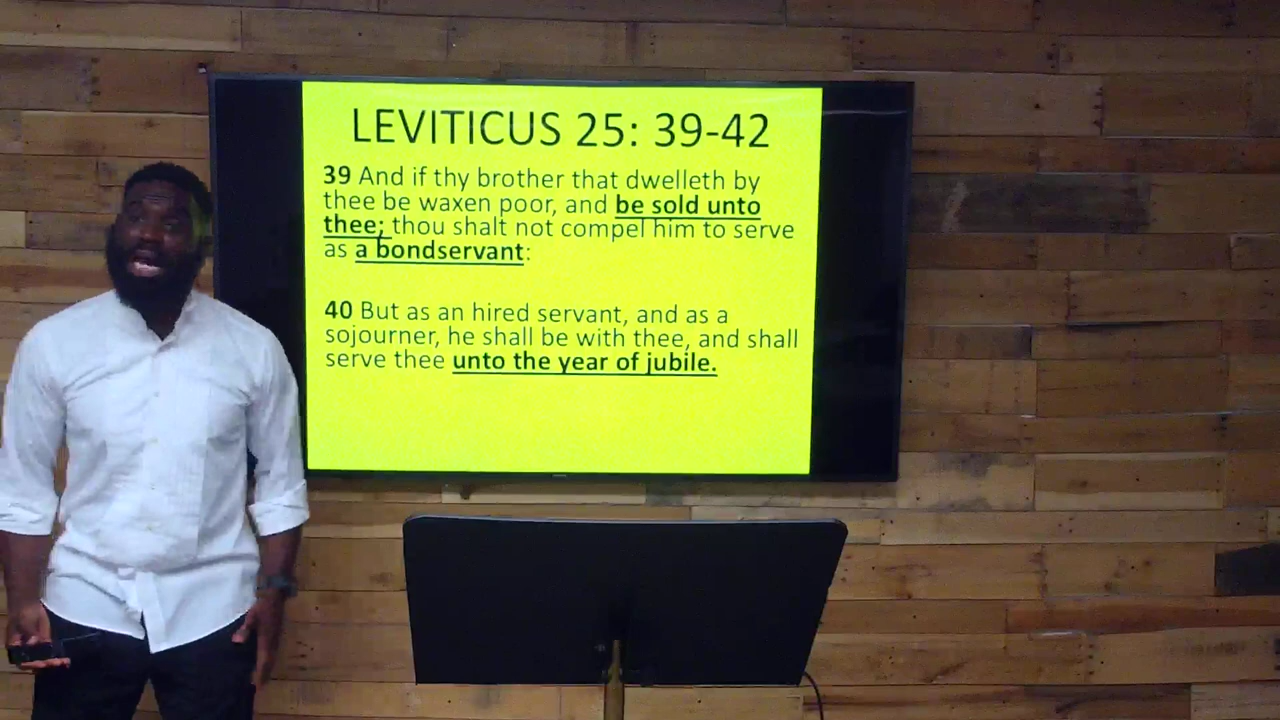 LEVITICUS 25: 39-42
39 And if thy brother that dwelleth by
thee be waxen poor, and be sold unto
thee; thou shalt not compel him to serve
as a bondservant:
40 But as an hired servant, and as a
sojourner, he shall be with thee, and shall
serve thee unto the year of jubile.